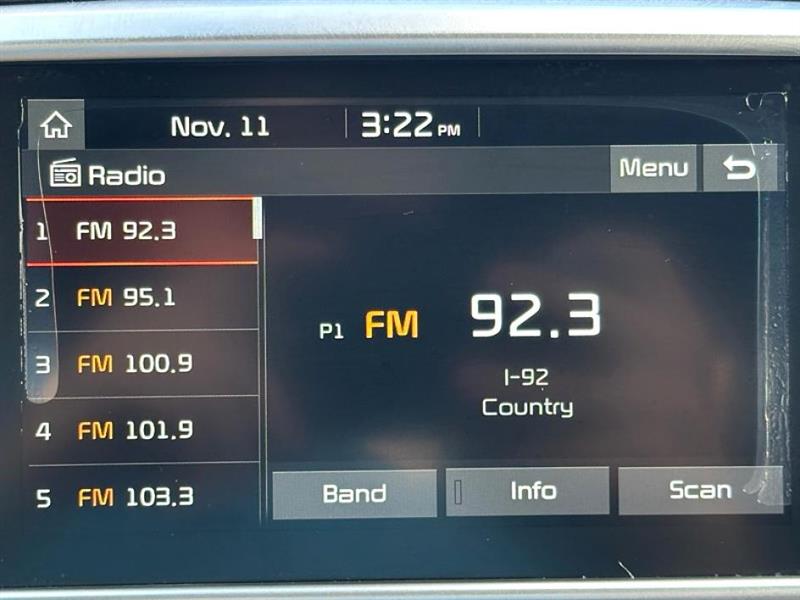 Nov. 11 3:22 PM
Radio Menu
1 FM 92.3
2 FM 95.1
3 FM 100.9
4 FM 101.9
5 FM 103.3
P1 FM 92.3
I-92
Country
Band Info Scan